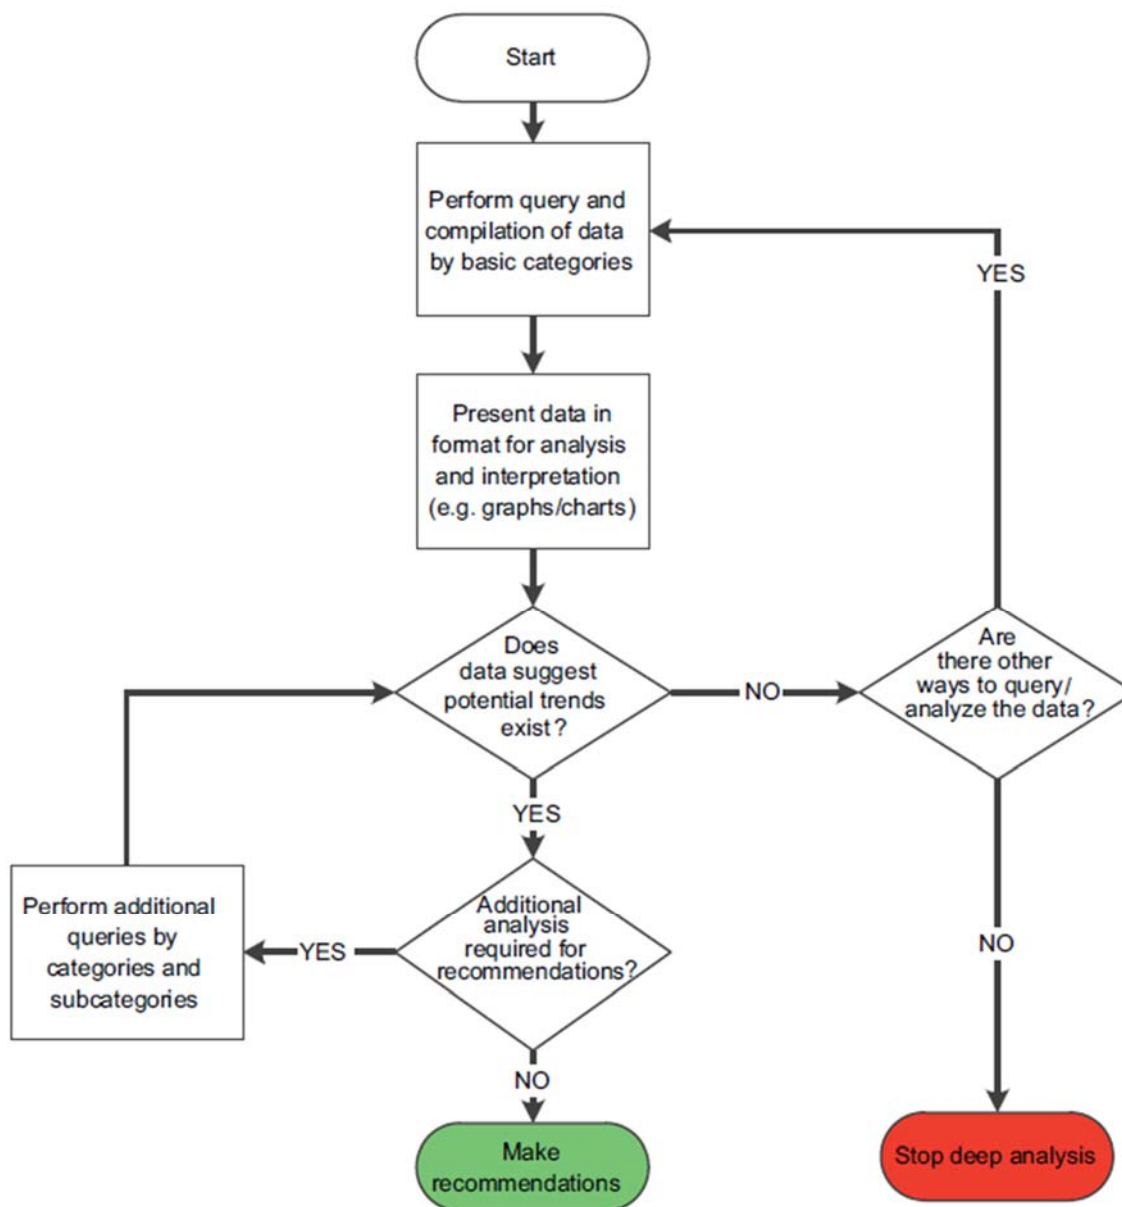 Start
Perform query and
compilation of data
by basic categories
YES
Present data in
format for analysis
and interpretation
(e.g. graphs/charts)
Does
data suggest
potential trends
exist?
NO
Are
there other
ways to query/
analyze the data?
YES
Perform additional
queries by
categories and
subcategories
YES
Additional
analysis
required for
recommendations?
NO
NO
Make
recommendations
Stop deep analysis